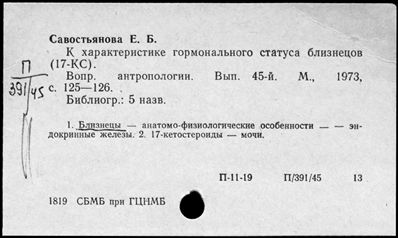 Савостьянова Е. Б.
К характеристике гормонального статуса близнецов
(17-КС).
Вопр. антропологии. Вып. 45-й. М., 1973,
с. 125—126.
Библиогр.: 5 назв.
П
391/45
1. Близнецы — анатомо-физиологические особенности — — эн-
докринные железы. 2. 17-кетостероиды — мочи.
П-11-19 П/391/45 13
1819 СБМБ при ГЦНМБ